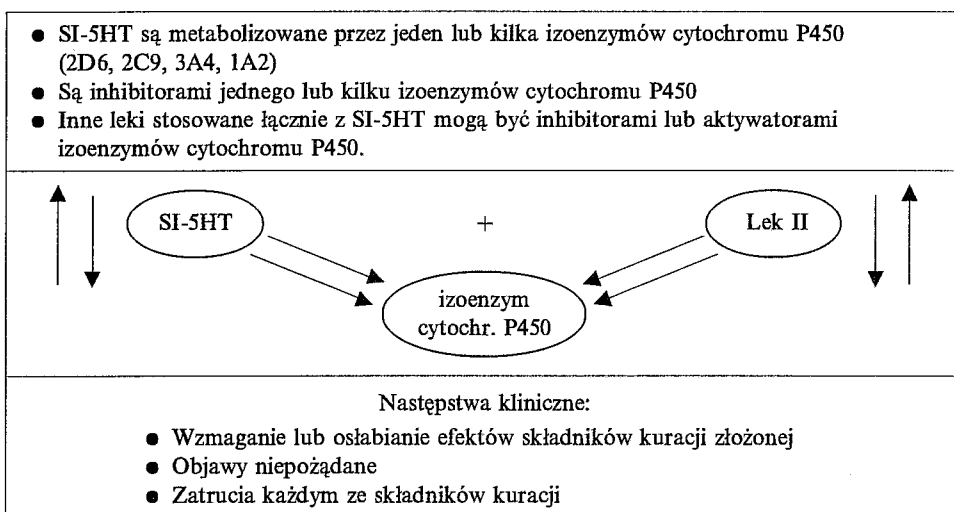 ● SI-5HT są metabolizowane przez jeden lub kilka izoenzymów cytochromu P450
(2D6, 2C9, 3A4, 1A2)
● Są inhibitorami jednego lub kilku izoenzymów cytochromu P450
● Inne leki stosowane łącznie z SI-5HT mogą być inhibitorami lub aktywatorami
izoenzymów cytochromu P450.
SI-5HT + Lek II
izoenzym
cytochr. P450
Następstwa kliniczne:
● Wzmaganie lub osłabianie efektów składników kuracji złożonej
● Objawy niepożądane
● Zatrucia każdym ze składników kuracji